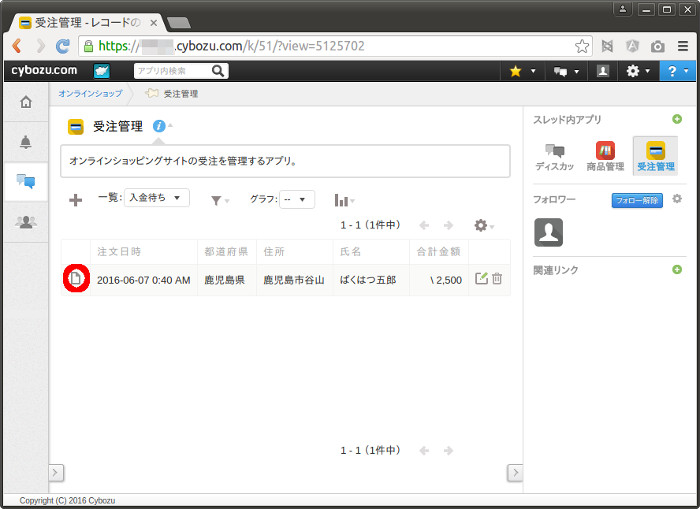 受注管理 - レコードの
https://
.cybozu.com/k/51/?view=5125702
cybozu.com
アプリ内検索
?
オンラインショップ
受注管理
受注管理
オンラインショッピングサイトの受注を管理するアプリ。
一覧: 入金待ち
グラフ: --
1 - 1 (1件中)
注文日時 都道府県 住所 氏名 合計金額
2016-06-07 0:40 AM 鹿児島県 鹿児島市谷山 ばくはつ五郎 \ 2,500
1 - 1 (1件中)
スレッド内アプリ
ディスカッ 商品管理 受注管理
フォロワー フォロー解除
関連リンク
Copyright (C) 2016 Cybozu